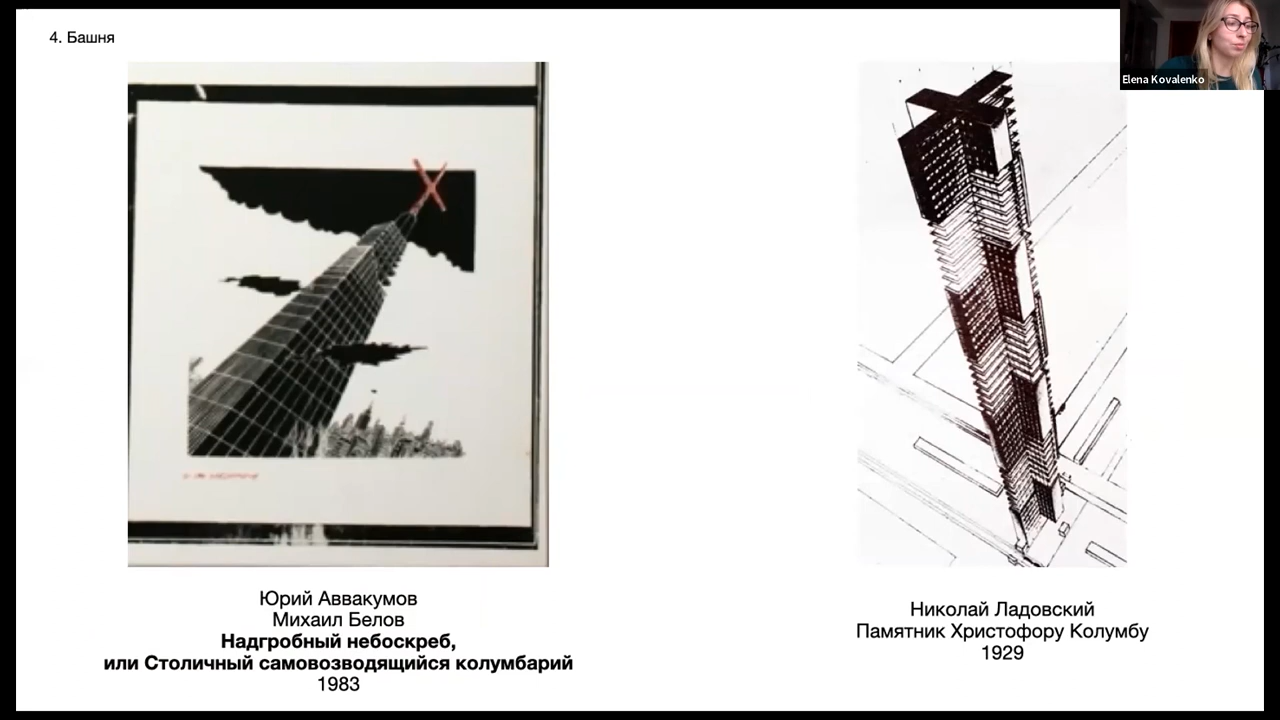 4. Башня
Elena Kovalenko
Юрий Аввакумов
Михаил Белов
Надгробный небоскреб,
или Столичный самовозводящийся колумбарий
1983
Николай Ладовский
Памятник Христофору Колумбу
1929